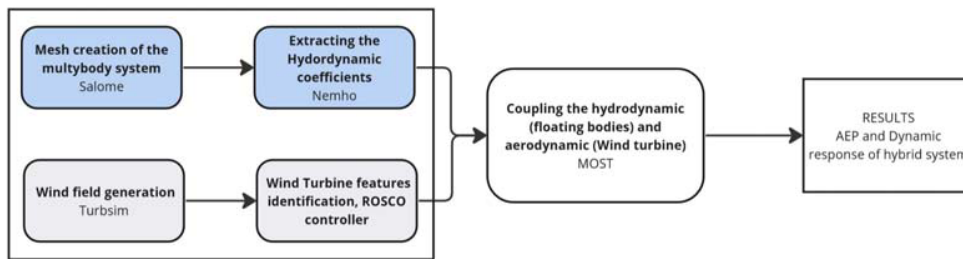 Mesh creation of the
multybody system
Salome
Extracting the
Hydordynamic
coefficients
Nemho
Wind field generation
Turbsim
Wind Turbine features
identification, ROSCO
controller
Coupling the hydrodynamic
(floating bodies) and
aerodynamic (Wind turbine)
MOST
RESULTS
AEP and Dynamic
response of hybrid system